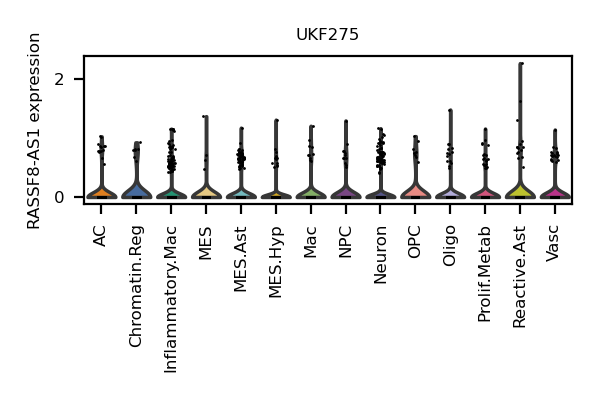 UKF275
RASSF8-AS1 expression
2
0
AC
Chromatin.Reg
Inflammatory.Mac
MES
MES.Ast
MES.Hyp
Mac
NPC
Neuron
OPC
Oligo
Prolif.Metab
Reactive.Ast
Vasc